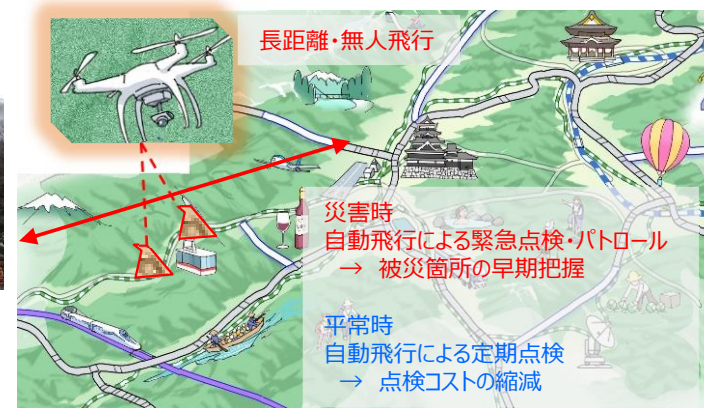 長距離・無人飛行
災害時
自動飛行による緊急点検・パトロール
→ 被災箇所の早期把握
平常時
自動飛行による定期点検
→ 点検コストの縮減